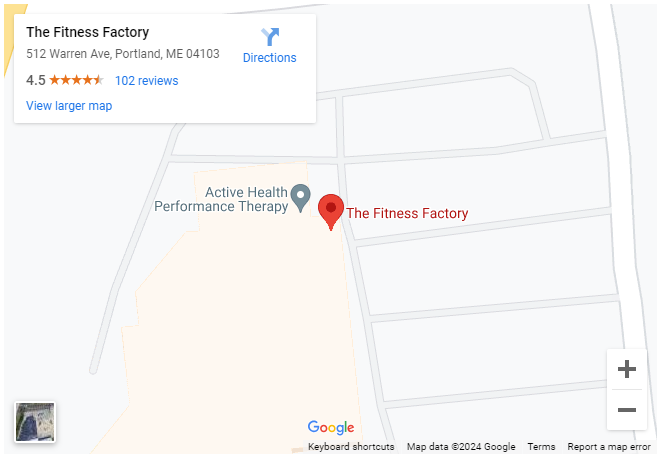 The Fitness Factory
512 Warren Ave, Portland, ME 04103
Directions
4.5
102 reviews
View larger map
Active Health
Performance Therapy
The Fitness Factory
Google
Keyboard shortcuts
Map data ©2024 Google
Terms
Report a map error